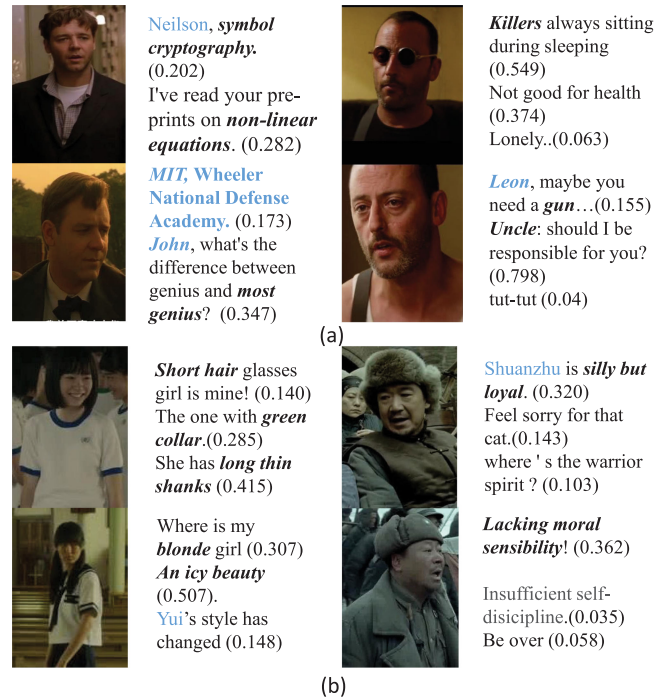 Neilson, symbol
cryptography.
(0.202)
I've read your pre-
prints on non-linear
equations. (0.282)
MIT, Wheeler
National Defense
Academy. (0.173)
John, what's the
difference between
genius and most
genius? (0.347)
Killers always sitting
during sleeping
(0.549)
Not good for health
(0.374)
Lonely..(0.063)
Leon, maybe you
need a gun…(0.155)
Uncle: should I be
responsible for you?
(0.798)
tut-tut (0.04)
(a)
Short hair glasses
girl is mine! (0.140)
The one with green
collar.(0.285)
She has long thin
shanks (0.415)
Where is my
blonde girl (0.307)
An icy beauty
(0.507).
Yui's style has
changed (0.148)
Shuanzhu is silly but
loyal. (0.320)
Feel sorry for that
cat.(0.143)
where ' s the warrior
spirit ? (0.103)
Lacking moral
sensibility! (0.362)
Insufficient self-
disicipline.(0.035)
Be over (0.058)
(b)